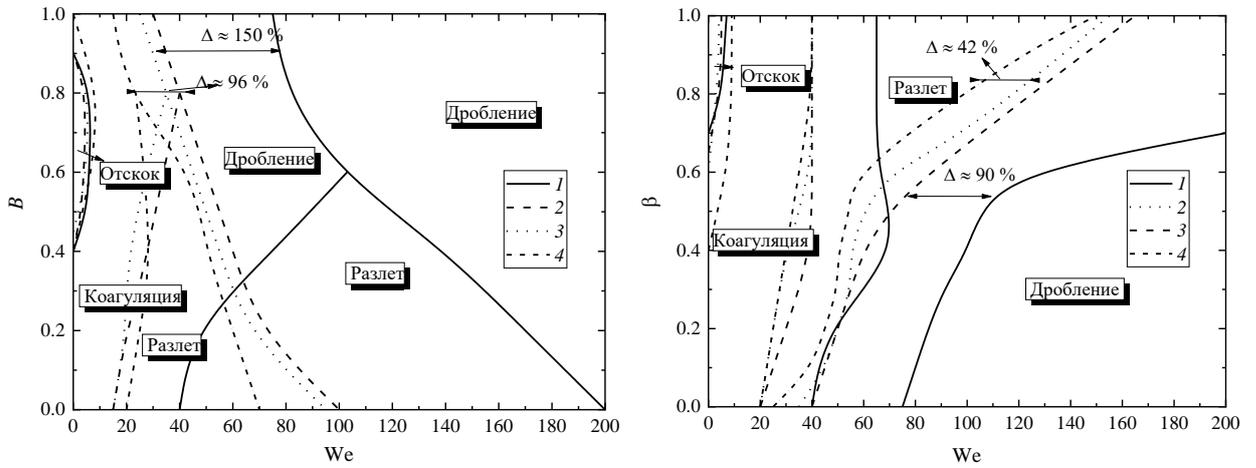 1.0
0.8
0.6
0.4
0.2
0.0
B
0 20 40 60 80 100 120 140 160 180 200
We
Δ ≈ 150 %
Δ ≈ 96 %
Дробление
Дробление
Отскок
Коагуляция
Разлет
Разлет
1
2
3
4
1.0
0.8
0.6
0.4
0.2
0.0
β
0 20 40 60 80 100 120 140 160 180 200
We
Δ ≈ 42 %
Отскок
Разлет
Δ ≈ 90 %
Коагуляция
Дробление
1
2
3
4